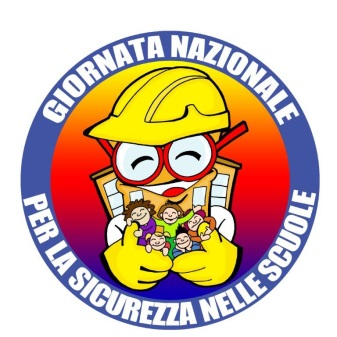 GIORNATA NAZIONALE
PER LA SICUREZZA NELLE SCUOLE